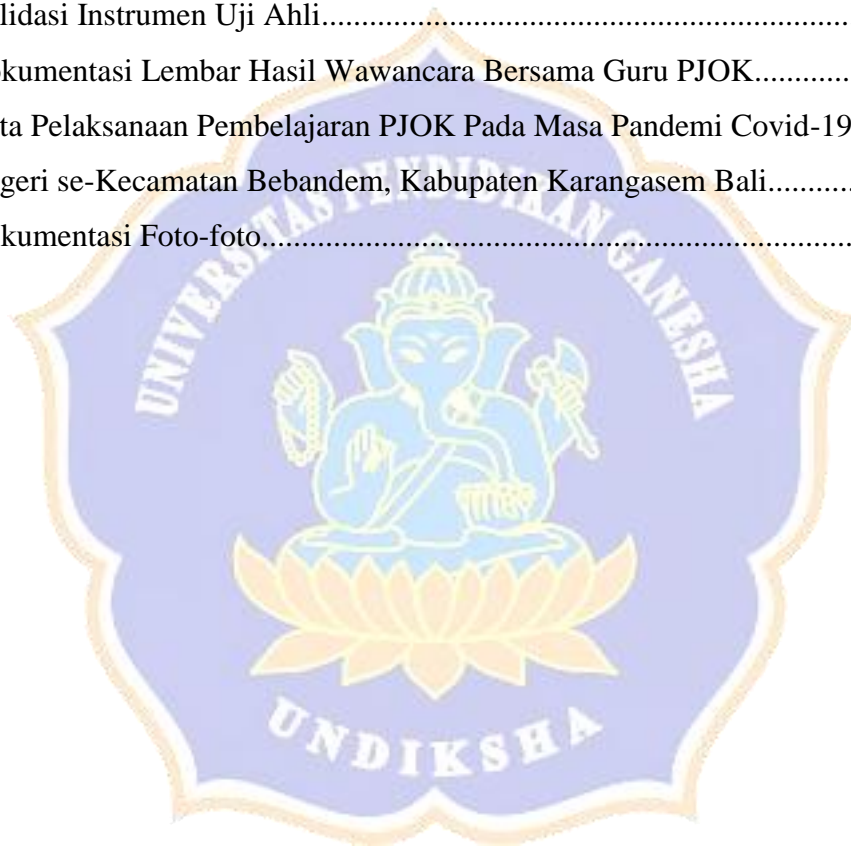 lidasi Instrumen Uji Ahli........................................................................
okumentasi Lembar Hasil Wawancara Bersama Guru PJOK.............
ta Pelaksanaan Pembelajaran PJOK Pada Masa Pandemi Covid-19
geri se-Kecamatan Bebandem, Kabupaten Karangasem Bali...........
kumentasi Foto-foto..............................................................................
UNIVERSITAS PENDIDIKAN GANESHA
UNDIKSHA